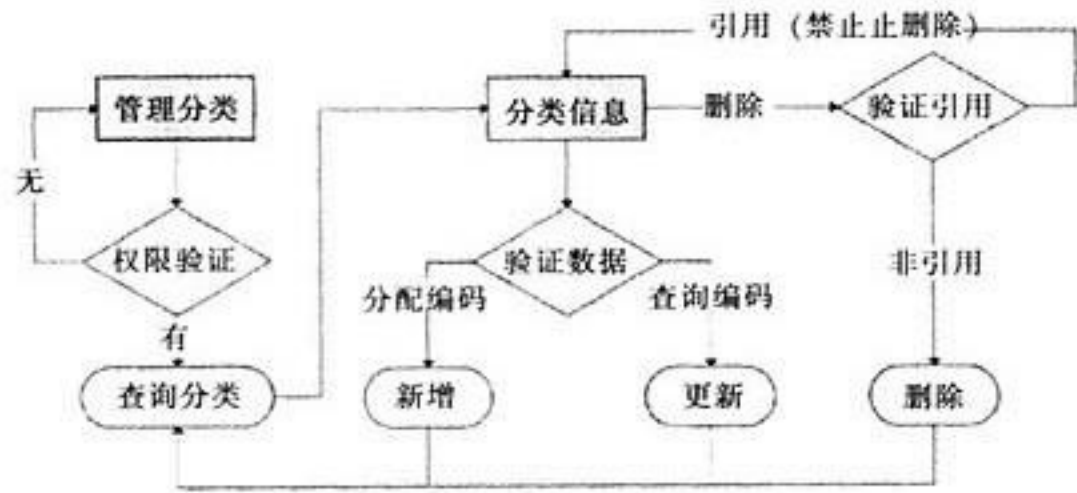 引用（禁止止删除）
管理分类
分类信息
删除
验证引用
无
权限验证
验证数据
非引用
分配编码
查询编码
有
查询分类
新增
更新
删除